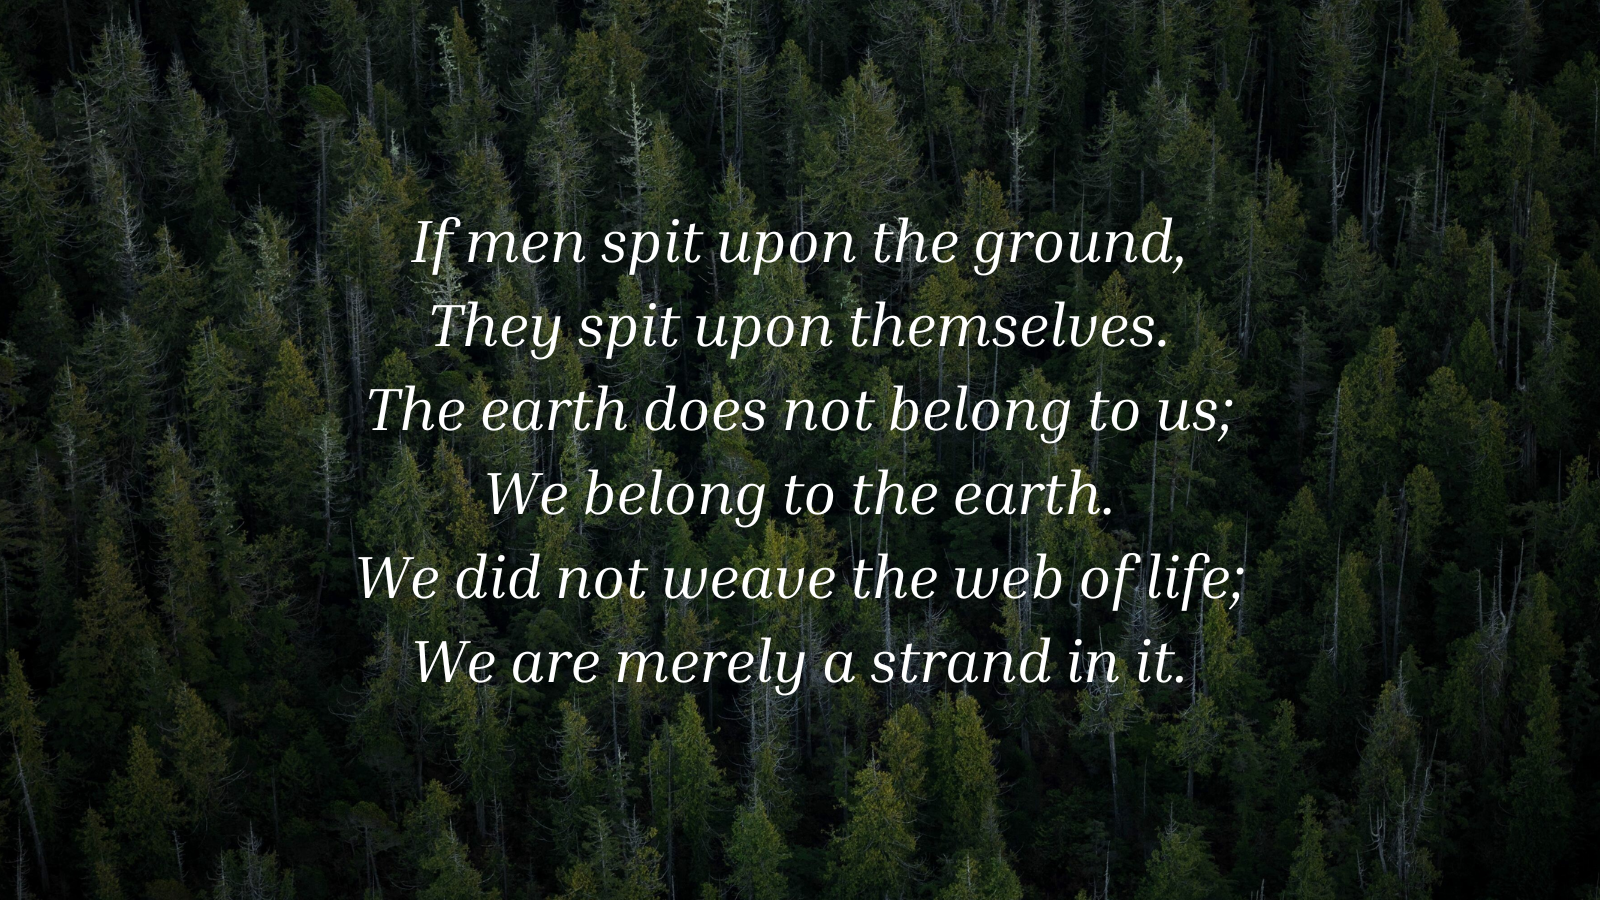 If men spit upon the ground,
They spit upon themselves.
The earth does not belong to us;
We belong to the earth.
We did not weave the web of life;
We are merely a strand in it.